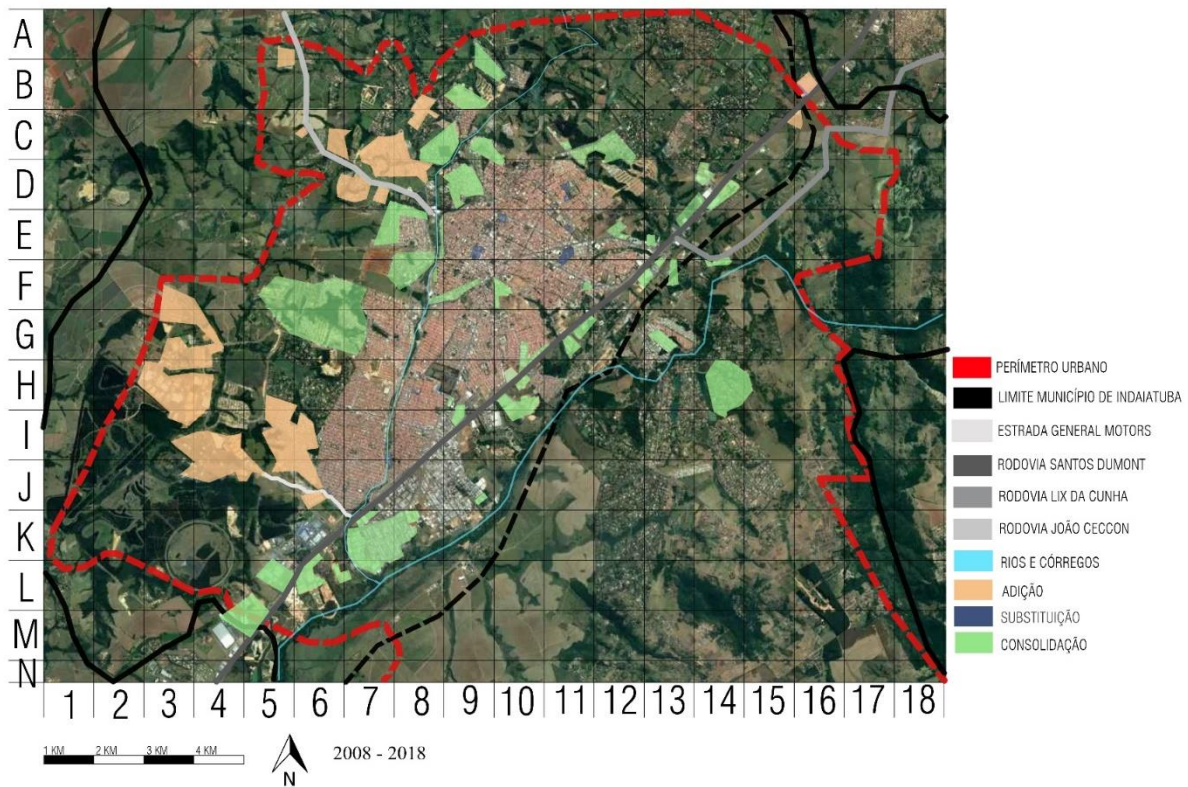 A
B
C
D
E
F
G
H
I
J
K
L
M
N
PERÍMETRO URBANO
LIMITE MUNICÍPIO DE INDAIATUBA
ESTRADA GENERAL MOTORS
RODOVIA SANTOS DUMONT
RODOVIA LIX DA CUNHA
RODOVIA JOÃO CECCON
RIOS E CÓRREGOS
ADIÇÃO
SUBSTITUIÇÃO
CONSOLIDAÇÃO
1 2 3 4 5 6 7 8 9 10 11 12 13 14 15 16 17 18
1 KM 2 KM 3 KM 4 KM
N
2008 - 2018